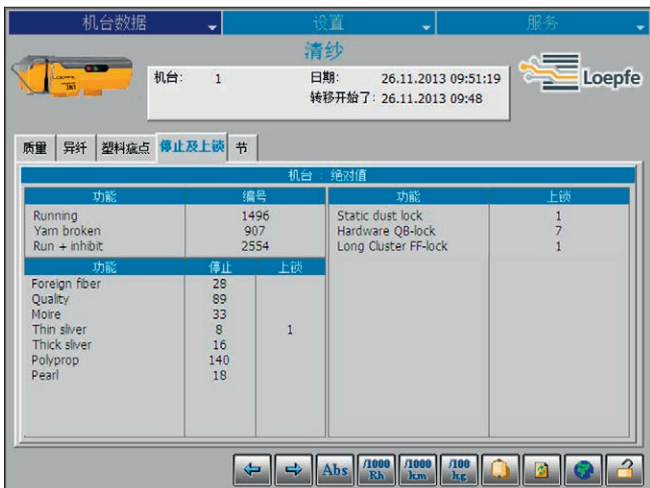 机台数据 设置 服务
清纱
机台: 1 日期: 26.11.2013 09:51:19
转移开始了: 26.11.2013 09:48
Loepfe
质量 异纤 塑料疵点 停止及上锁 节
机台 : 绝对值
功能 编号 功能 上锁
Running 1496 Static dust lock 1
Yarn broken 907 Hardware QB-lock 7
Run + inhibit 2554 Long Cluster FF-lock 1
功能 停止 上锁
Foreign fiber 28
Quality 89
Moire 33
Thin sliver 8 1
Thick sliver 16
Polyprop 140
Pearl 18
Abs /1000 Rh /1000 km /100 kg